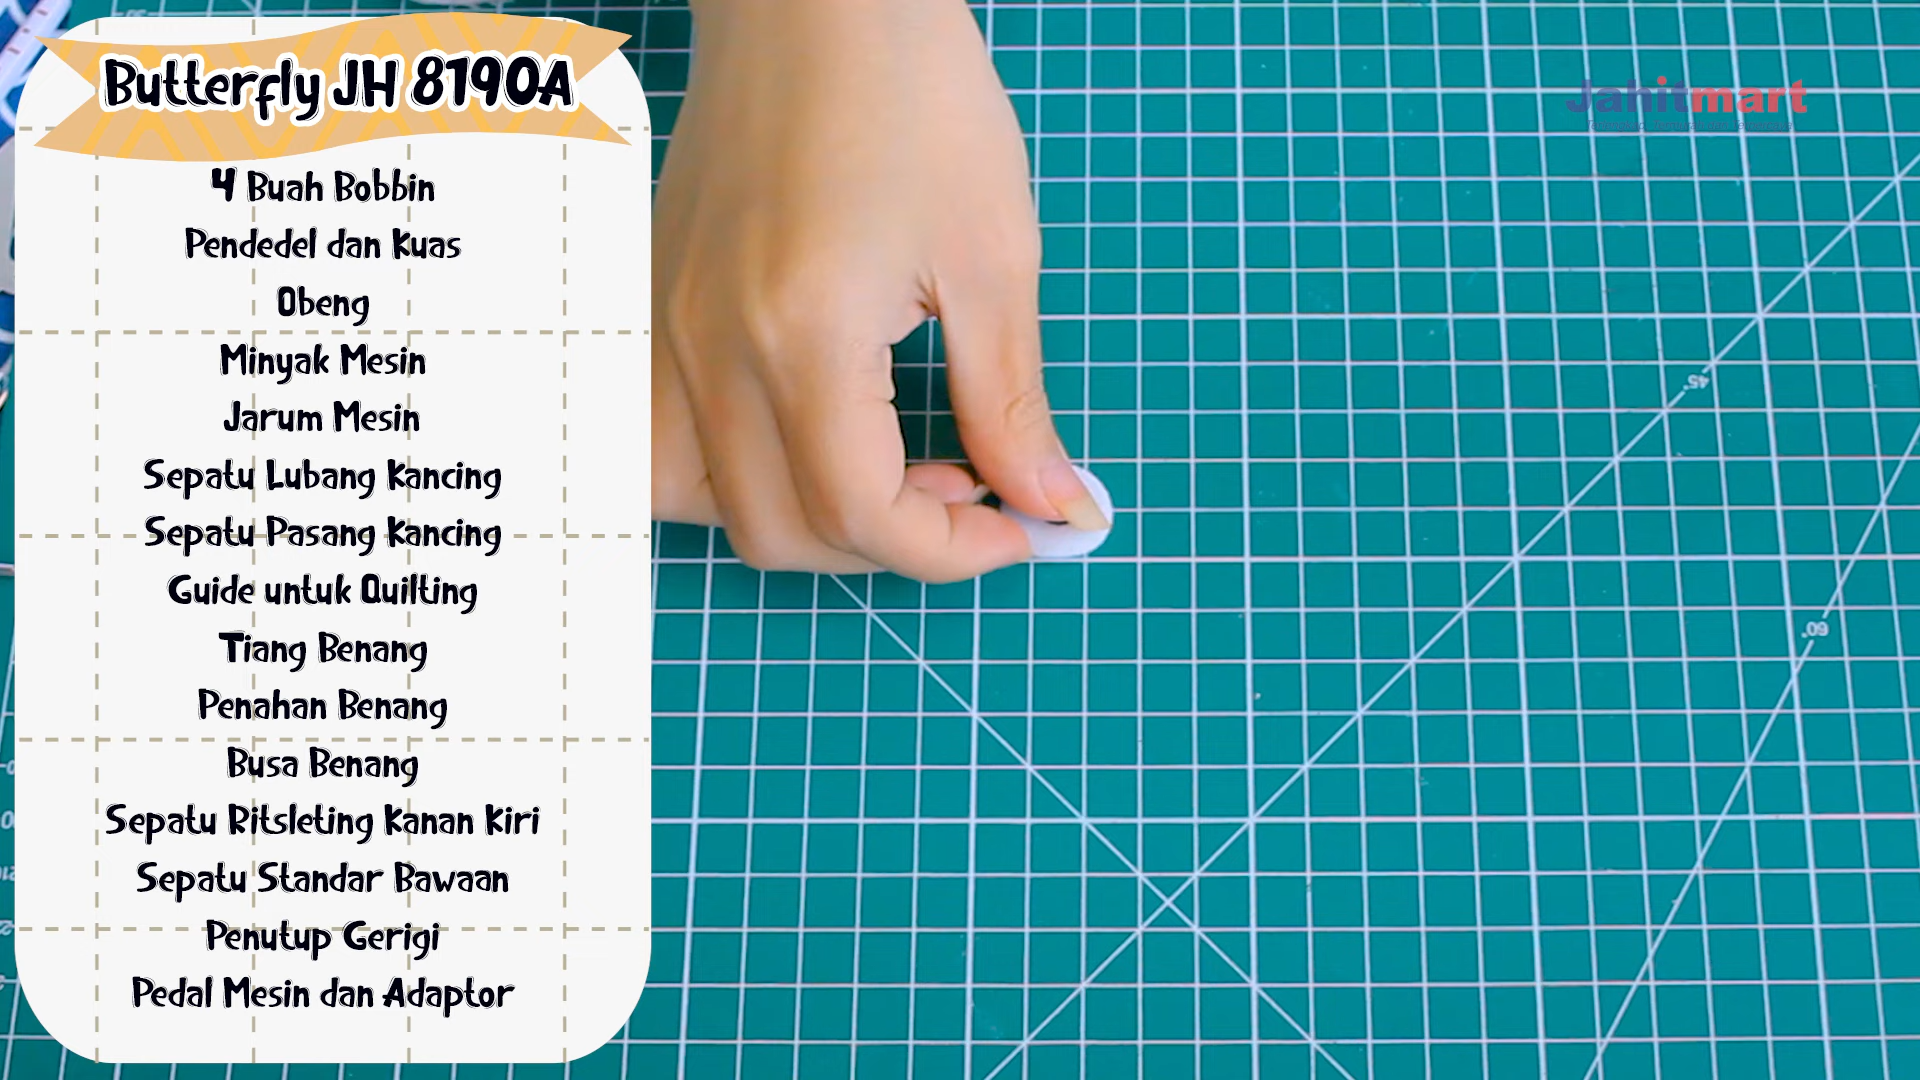 Butterfly JH 8190A
4 Buah Bobbin
Pendedel dan Kuas
Obeng
Minyak Mesin
Jarum Mesin
Sepatu Lubang Kancing
Sepatu Pasang Kancing
Guide untuk Quilting
Tiang Benang
Penahan Benang
Busa Benang
Sepatu Ritsleting Kanan Kiri
Sepatu Standar Bawaan
Penutup Gerigi
Pedal Mesin dan Adaptor
Jahitmart
45°
60°